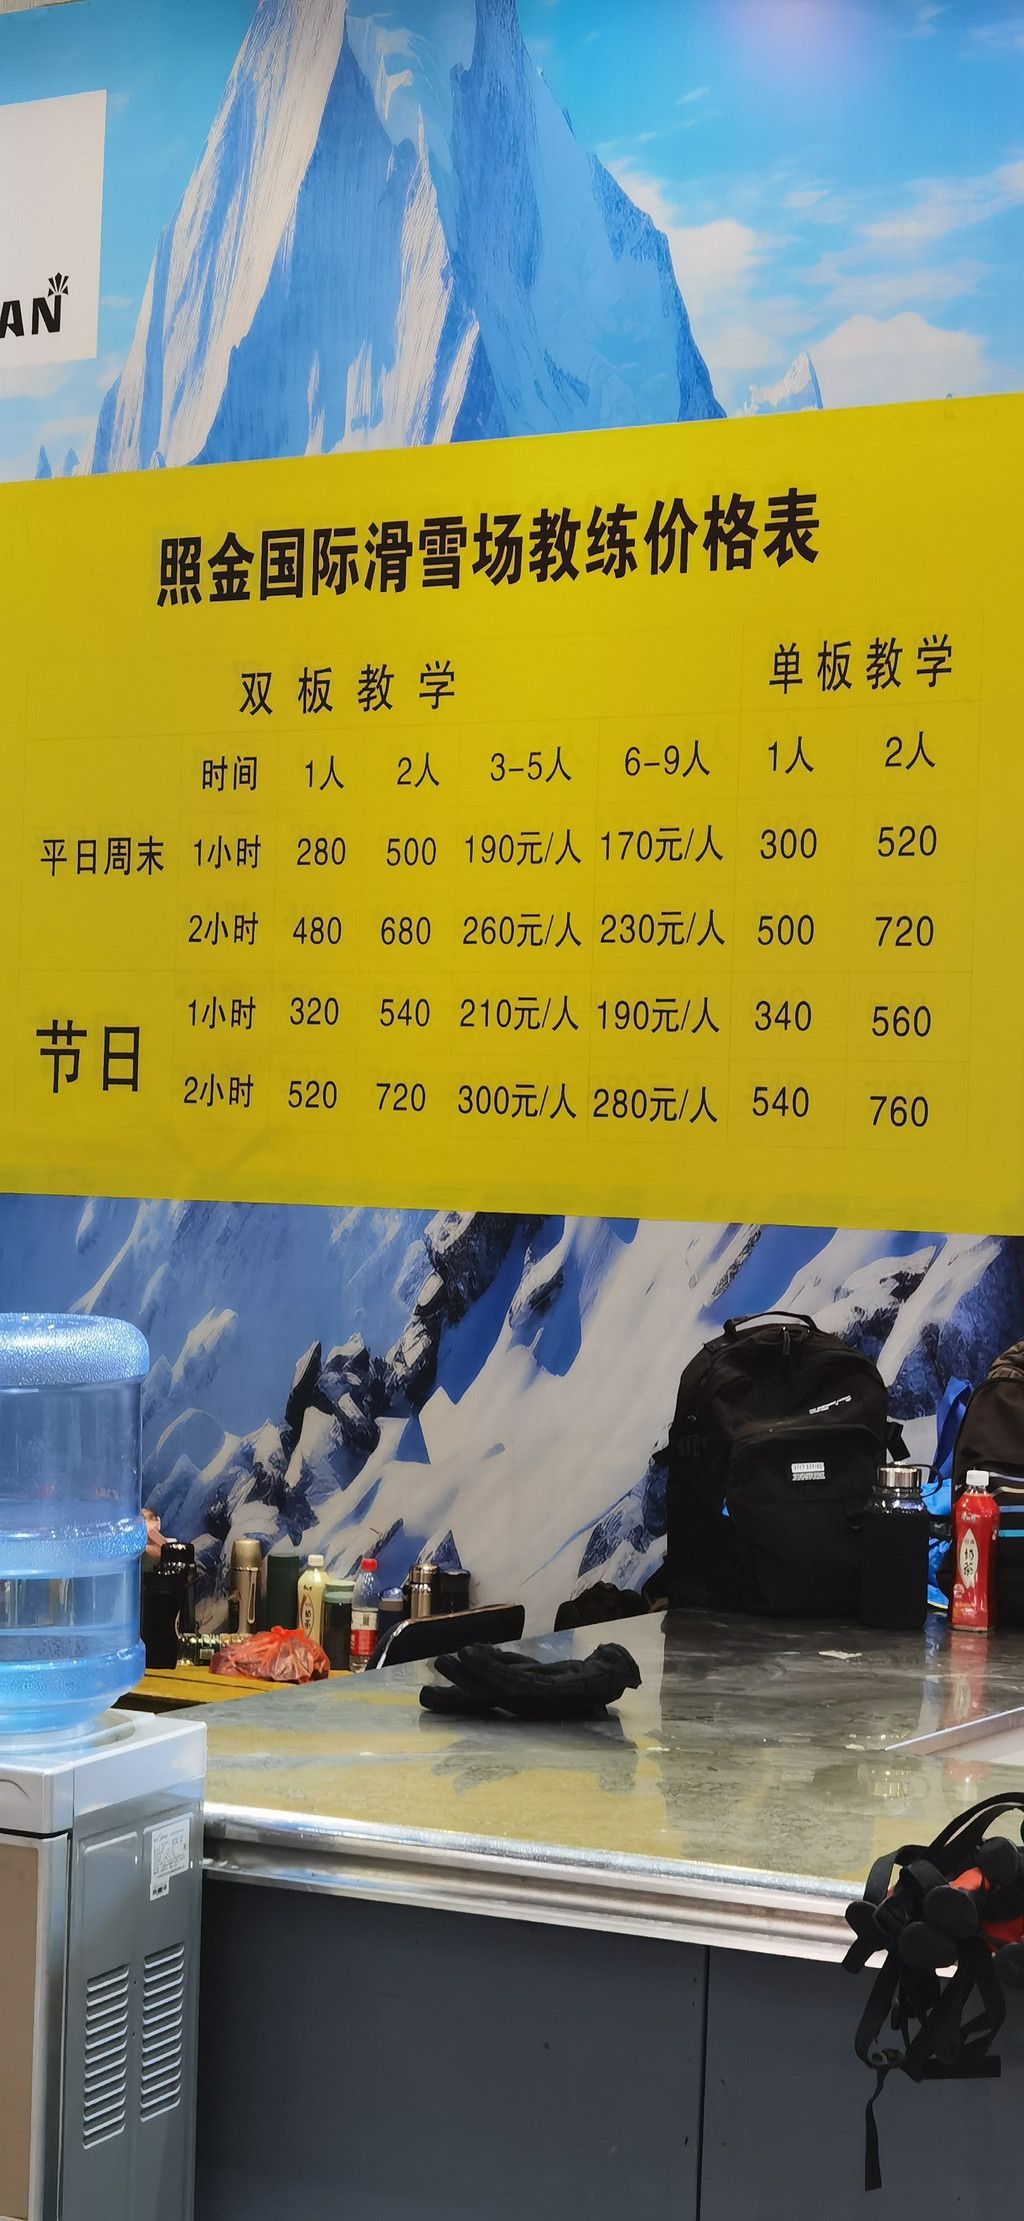 AN
照金国际滑雪场教练价格表
双板教学 单板教学
时间 1人 2人 3-5人 6-9人 1人 2人
平日周末 1小时 280 500 190元/人 170元/人 300 520
2小时 480 680 260元/人 230元/人 500 720
节日 1小时 320 540 210元/人 190元/人 340 560
2小时 520 720 300元/人 280元/人 540 760
奶茶